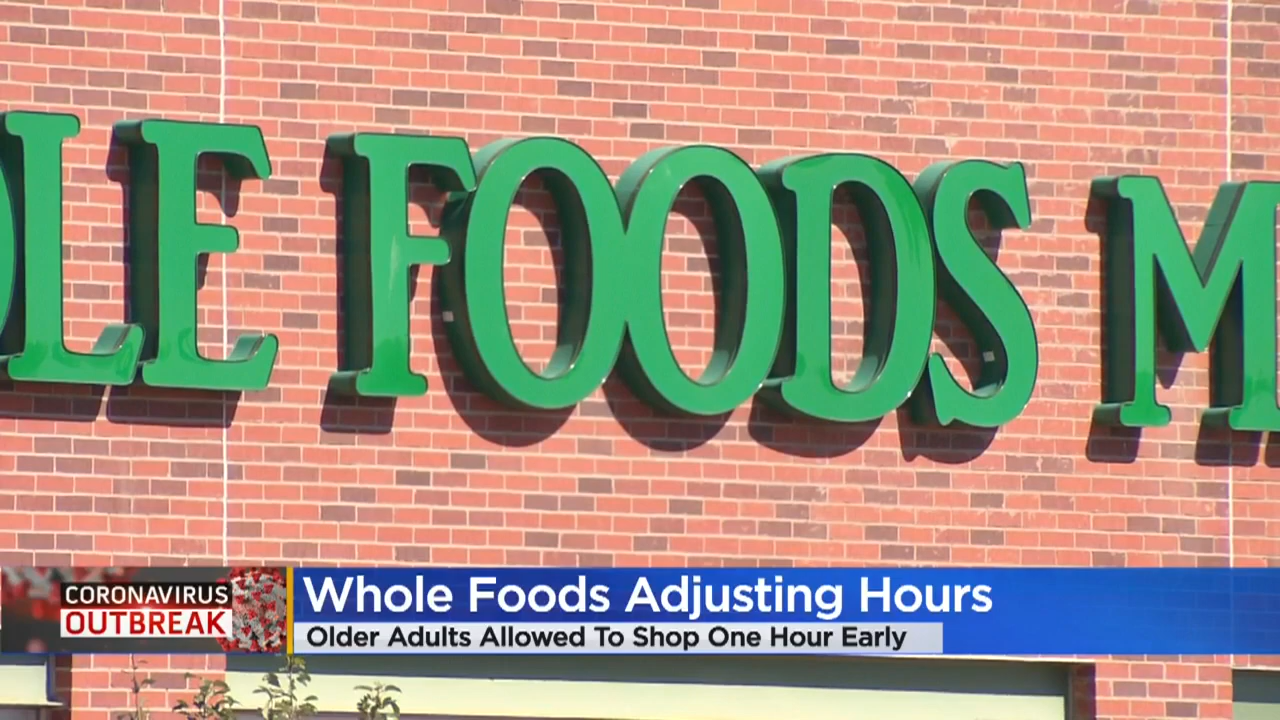 OLE FOODS M
CORONAVIRUS
OUTBREAK
Whole Foods Adjusting Hours
Older Adults Allowed To Shop One Hour Early